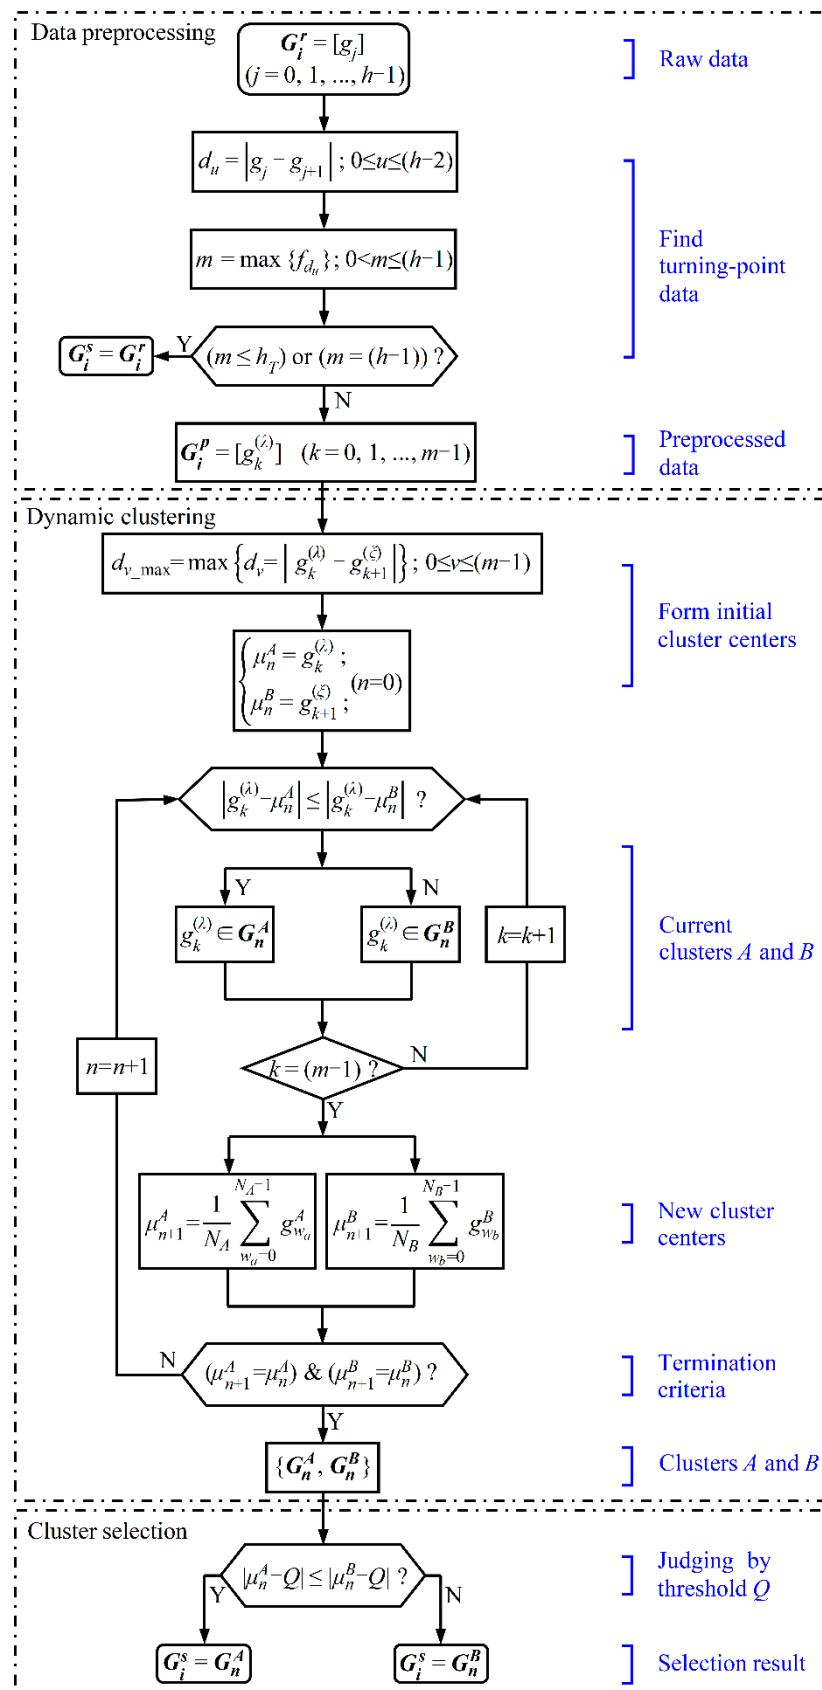 Data preprocessing
G_i^r = [g_j]
(j = 0, 1, ..., h−1)
Raw data
d_u = |g_j − g_{j+1}| ; 0≤u≤(h−2)
Find
turning-point
data
m = max {f_{d_u}}; 0<m≤(h−1)
G_i^s = G_i^r
Y
(m ≤ h_T) or (m = (h−1)) ?
N
G_i^p = [g_k^{(λ)}] (k = 0, 1, ..., m−1)
Preprocessed
data
Dynamic clustering
d_{v_max}=max {d_v= | g_k^{(λ)} − g_{k+1}^{(ξ)}|}; 0≤v≤(m−1)
Form initial
cluster centers
μ_n^A = g_k^{(λ)} ;
(n=0)
μ_n^B = g_{k+1}^{(ξ)} ;
|g_k^{(λ)}−μ_n^A| ≤ |g_k^{(λ)}−μ_n^B| ?
Y
N
g_k^{(λ)} ∈ G_n^A
g_k^{(λ)} ∈ G_n^B
k=k+1
Current
clusters A and B
n=n+1
k = (m−1) ?
N
Y
μ_{n+1}^A = 1/N_A ∑_{w_a=0}^{N_A−1} g_{w_a}^A
μ_{n+1}^B = 1/N_B ∑_{w_b=0}^{N_B−1} g_{w_b}^B
New cluster
centers
N
(μ_{n+1}^A=μ_n^A) & (μ_{n+1}^B=μ_n^B) ?
Termination
criteria
Y
{G_n^A, G_n^B}
Clusters A and B
Cluster selection
|μ_n^A−Q| ≤ |μ_n^B−Q| ?
Y
N
Judging by
threshold Q
G_i^s = G_n^A
G_i^s = G_n^B
Selection result